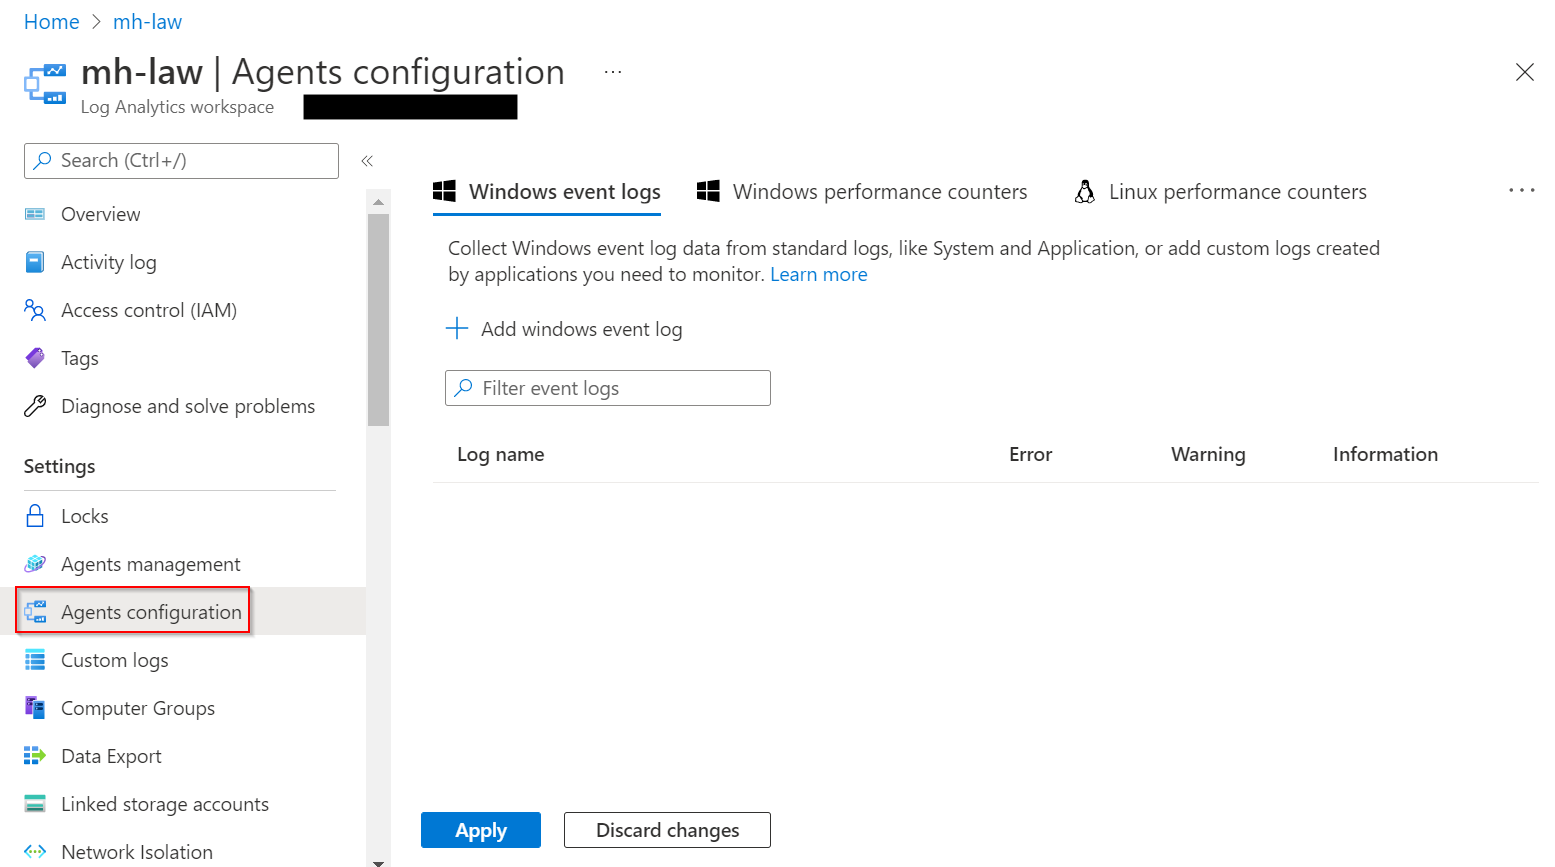 Home > mh-law
mh-law | Agents configuration ...
Log Analytics workspace
Search (Ctrl+/) «
Overview
Activity log
Access control (IAM)
Tags
Diagnose and solve problems
Settings
Locks
Agents management
Agents configuration
Custom logs
Computer Groups
Data Export
Linked storage accounts
Network Isolation
Windows event logs Windows performance counters Linux performance counters ...
Collect Windows event log data from standard logs, like System and Application, or add custom logs created
by applications you need to monitor. Learn more
+ Add windows event log
Filter event logs
Log name Error Warning Information
Apply Discard changes